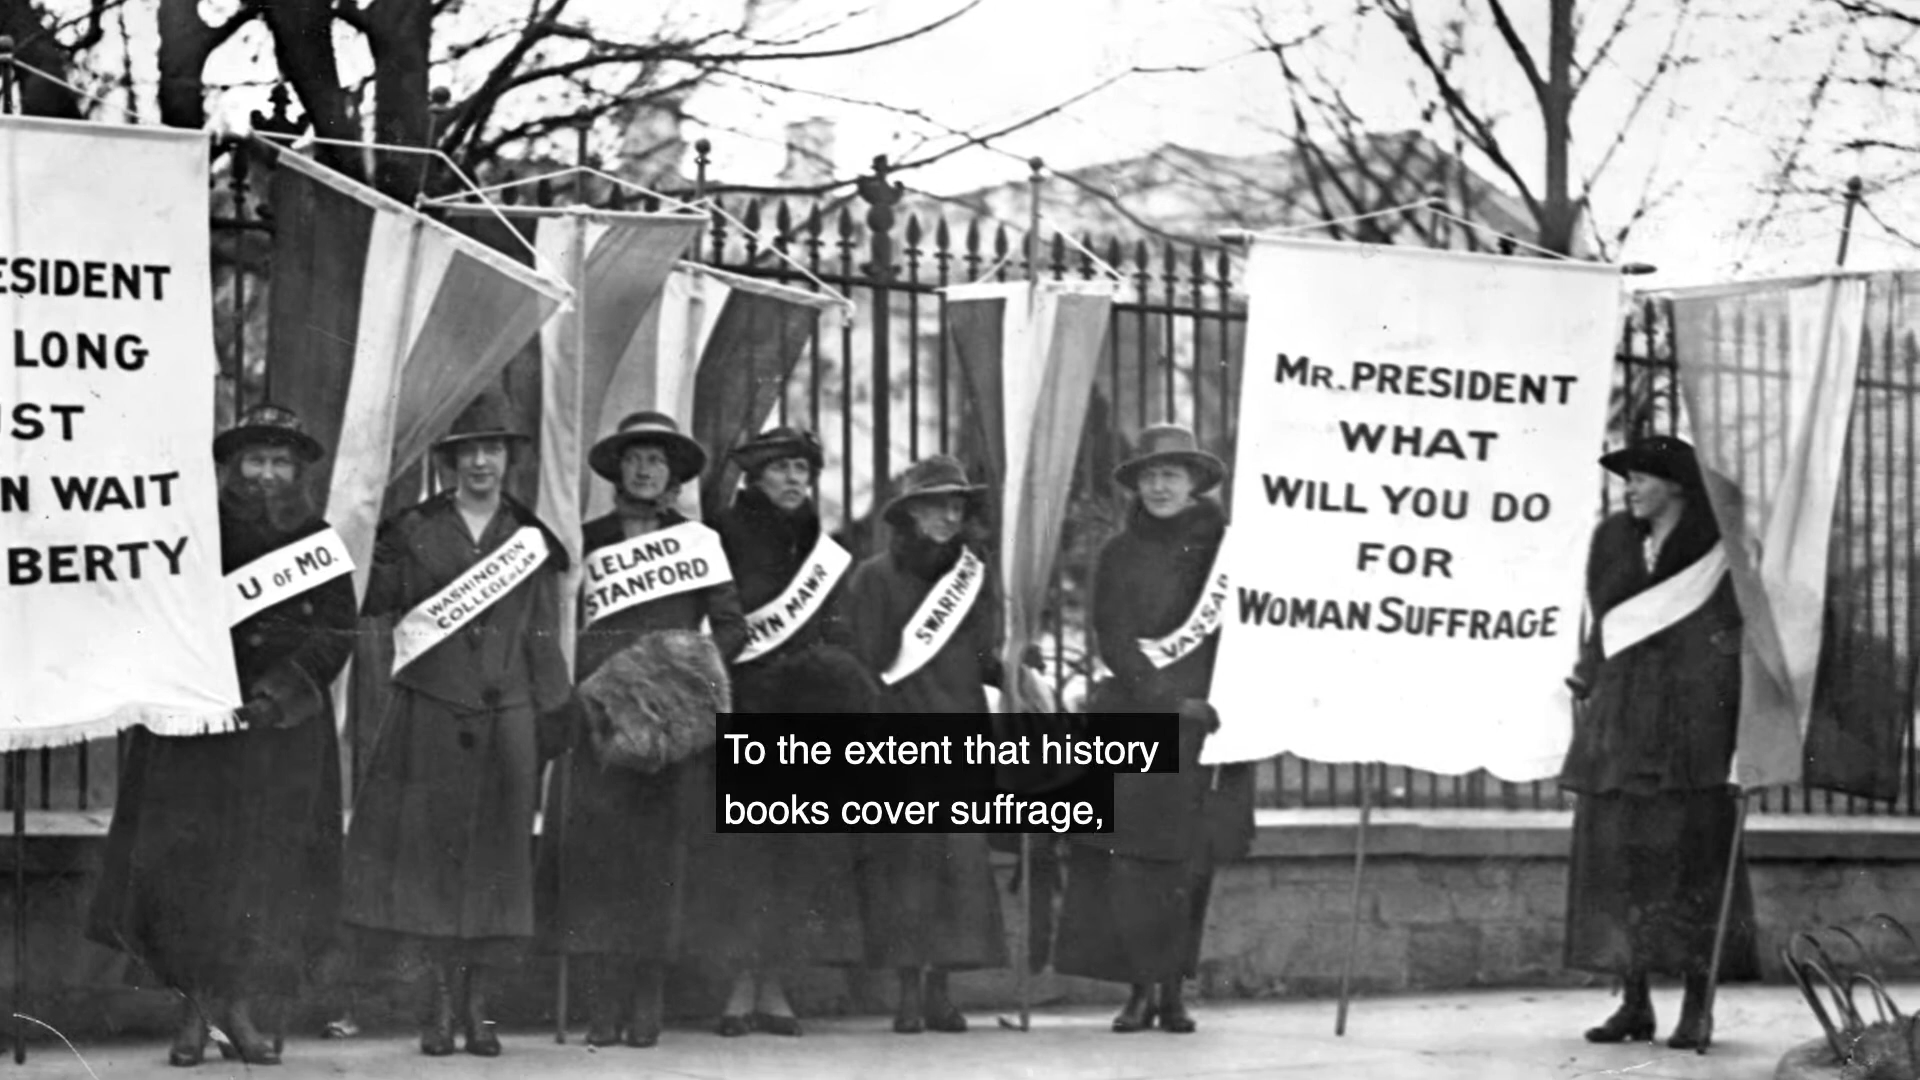 ESIDENT
LONG
UST
N WAIT
BERTY
U OF MO.
WASHINGTON
COLLEGE OF LAW
LELAND
STANFORD
RYN MAWR
SWARTHMORE
VASSAR
MR. PRESIDENT
WHAT
WILL YOU DO
FOR
WOMAN SUFFRAGE
To the extent that history
books cover suffrage,